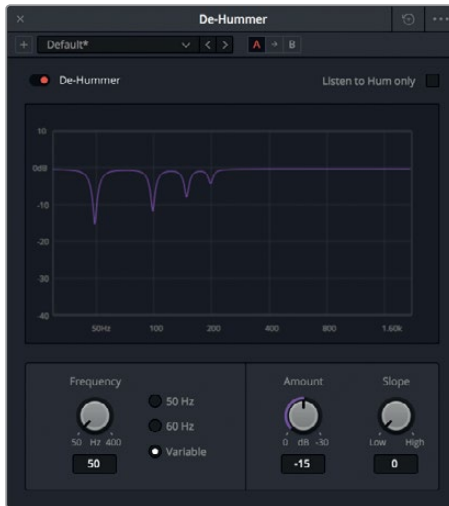 De-Hummer
Default*
A B
De-Hummer
Listen to Hum only
10
0dB
-10
-20
-30
-40
50Hz 100 200 400 800 1.60k
Frequency
50 Hz 400
50
50 Hz
60 Hz
Variable
Amount
0 dB -30
-15
Slope
Low High
0